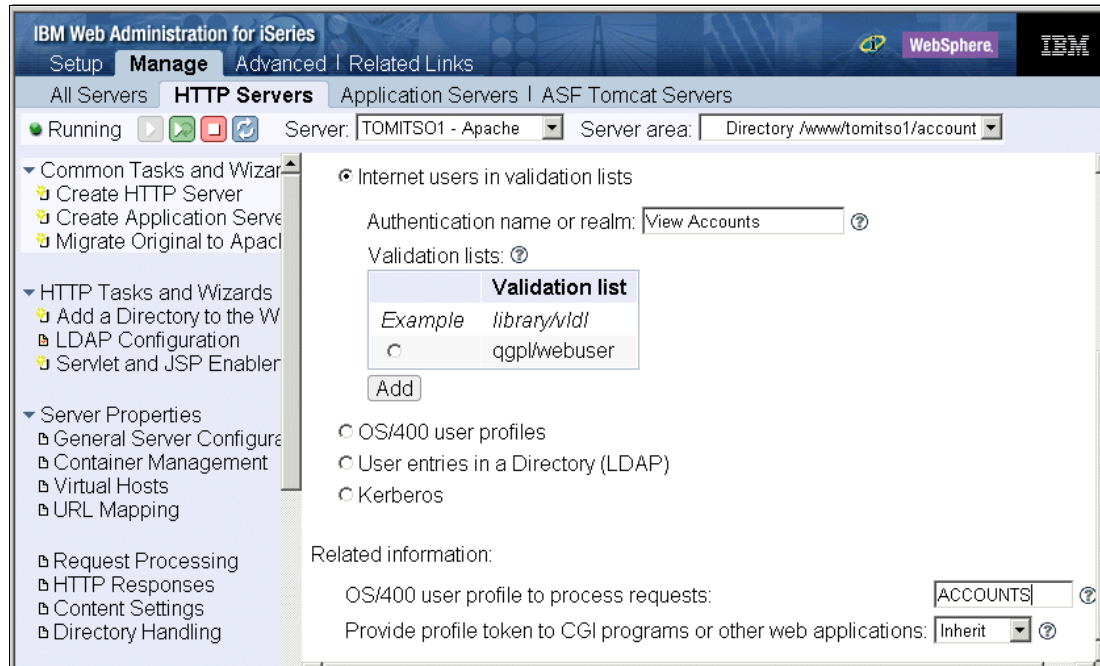 IBM Web Administration for iSeries
WebSphere.
IBM
Setup Manage Advanced | Related Links
All Servers HTTP Servers Application Servers | ASF Tomcat Servers
Running Server: TOMITSO1 - Apache Server area: Directory /www/tomitso1/account
Common Tasks and Wizar
Create HTTP Server
Create Application Serve
Migrate Original to Apacl
HTTP Tasks and Wizards
Add a Directory to the W
LDAP Configuration
Servlet and JSP Enabler
Server Properties
General Server Configura
Container Management
Virtual Hosts
URL Mapping
Request Processing
HTTP Responses
Content Settings
Directory Handling
Internet users in validation lists
Authentication name or realm: View Accounts ?
Validation lists: ?
Validation list
Example library/vldl
qgpl/webuser
Add
OS/400 user profiles
User entries in a Directory (LDAP)
Kerberos
Related information:
OS/400 user profile to process requests: ACCOUNTS ?
Provide profile token to CGI programs or other web applications: Inherit ?